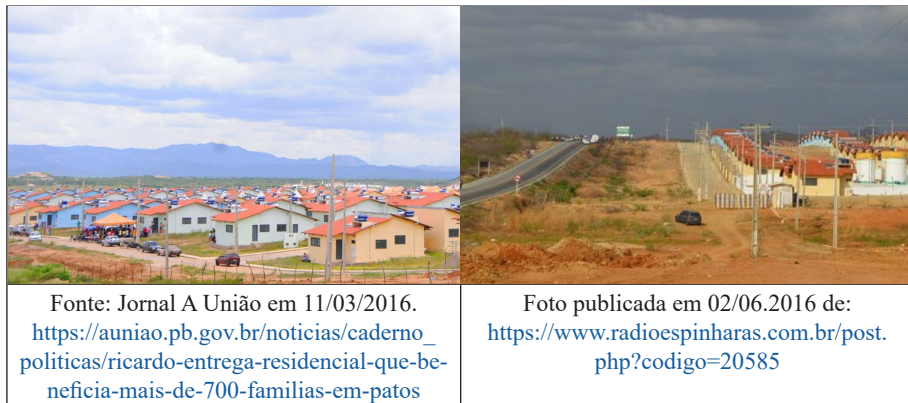 Fonte: Jornal A União em 11/03/2016.
https://auniao.pb.gov.br/noticias/caderno_
politicas/ricardo-entrega-residencial-que-be-
neficia-mais-de-700-familias-em-patos
Foto publicada em 02/06.2016 de:
https://www.radioespinharas.com.br/post.
php?codigo=20585